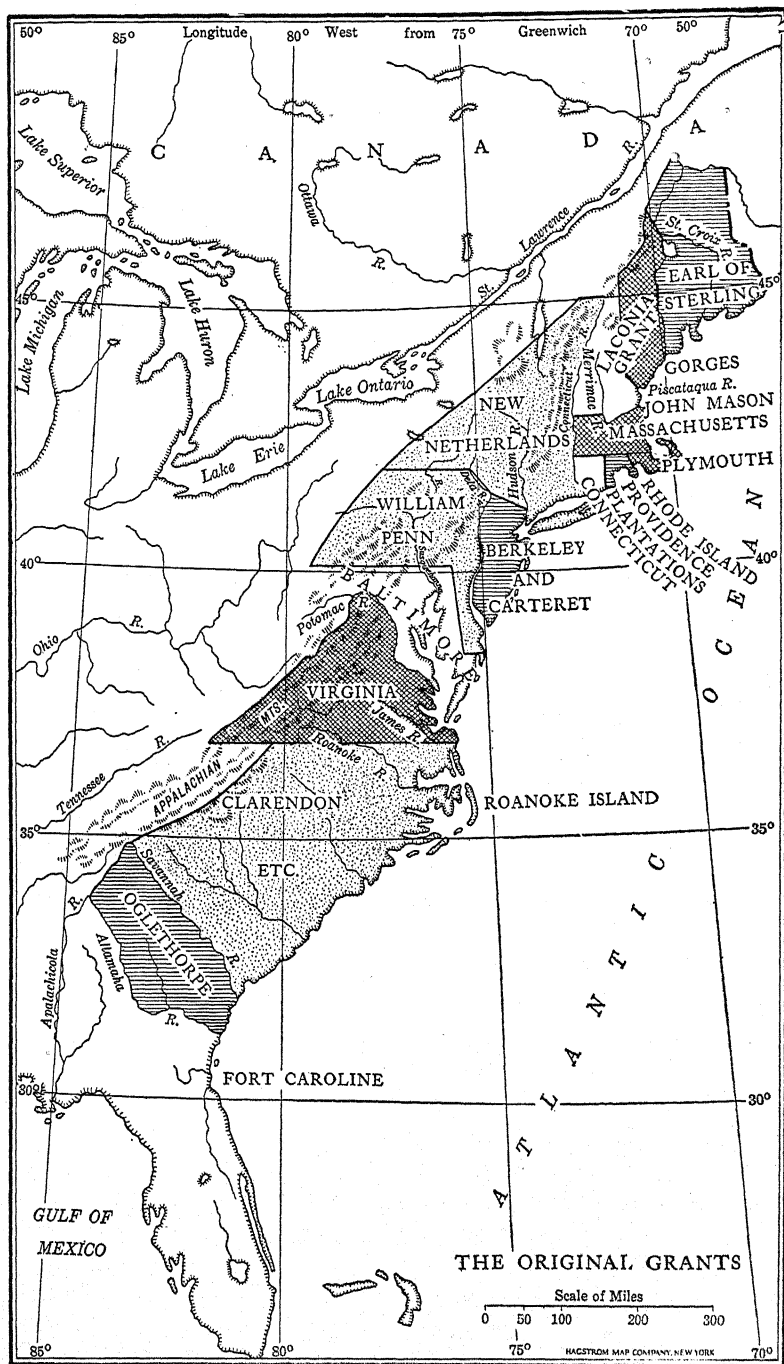 50° 85° Longitude 80° West from 75° Greenwich 70° 50°
C A N A D A
Lake Superior
Ottawa
R.
St. Lawrence R.
St. Croix R.
EARL OF
STERLING
45° 45°
Lake Michigan
Lake Huron
LACONIA
GRANT
GORGES
Piscataqua R.
JOHN MASON
MASSACHUSETTS
PLYMOUTH
Lake Ontario
Lake Erie
NEW
NETHERLANDS
Hudson R.
Connecticut R.
Merrimac R.
RHODE ISLAND
PROVIDENCE
PLANTATIONS
CONNECTICUT
WILLIAM
PENN
Dela. R.
R.
40° 40°
BERKELEY
AND
CARTERET
BALTIMORE
Potomac R.
Ohio R.
VIRGINIA
James R.
MTS.
APPALACHIAN
Roanoke R.
Tennessee R.
CLARENDON
ETC.
ROANOKE ISLAND
35° 35°
Savannah R.
OGLETHORPE
Altamaha R.
Apalachicola R.
FORT CAROLINE
30° 30°
ATLANTIC OCEAN
GULF OF
MEXICO
THE ORIGINAL GRANTS
Scale of Miles
0 50 100 200 300
85° 80° 75° 70°
HAGSTROM MAP COMPANY, NEW YORK